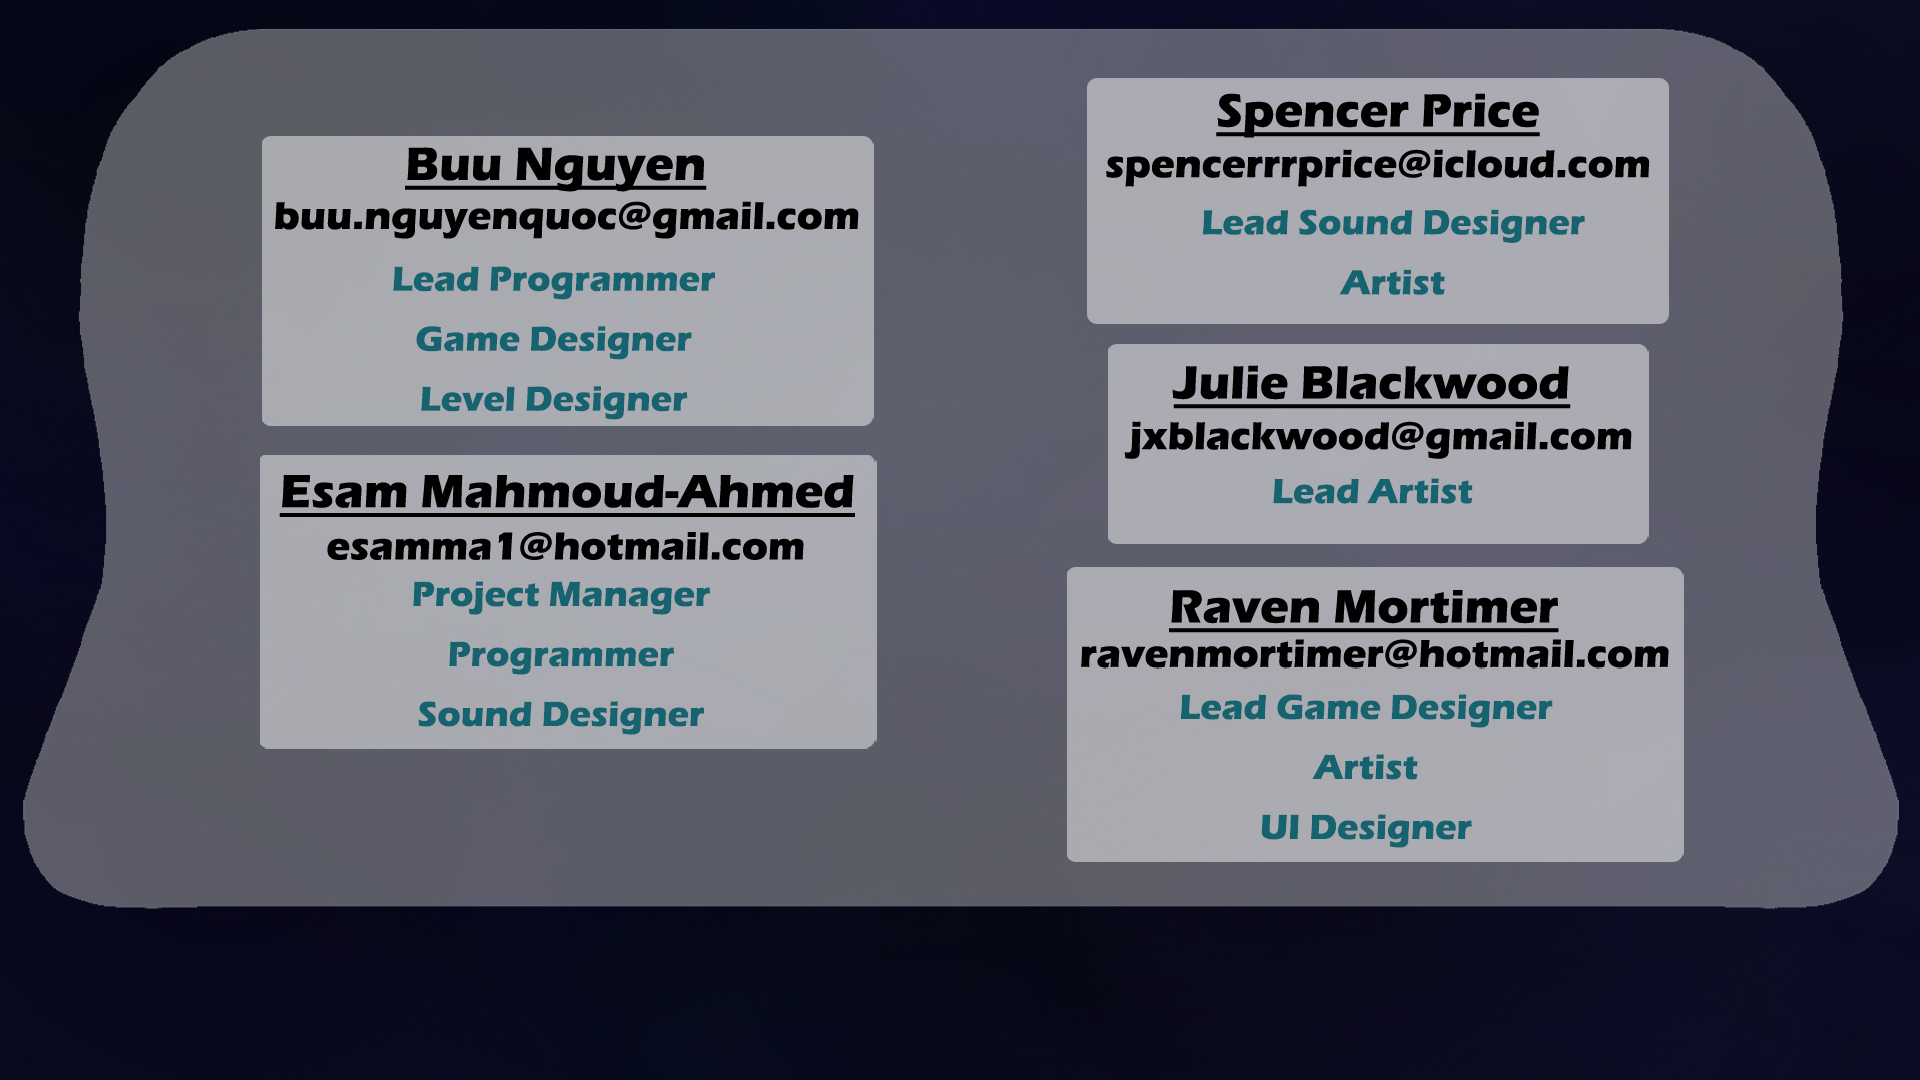 Buu Nguyen
buu.nguyenquoc@gmail.com
Lead Programmer
Game Designer
Level Designer
Esam Mahmoud-Ahmed
esamma1@hotmail.com
Project Manager
Programmer
Sound Designer
Spencer Price
spencerrrprice@icloud.com
Lead Sound Designer
Artist
Julie Blackwood
jxblackwood@gmail.com
Lead Artist
Raven Mortimer
ravenmortimer@hotmail.com
Lead Game Designer
Artist
UI Designer